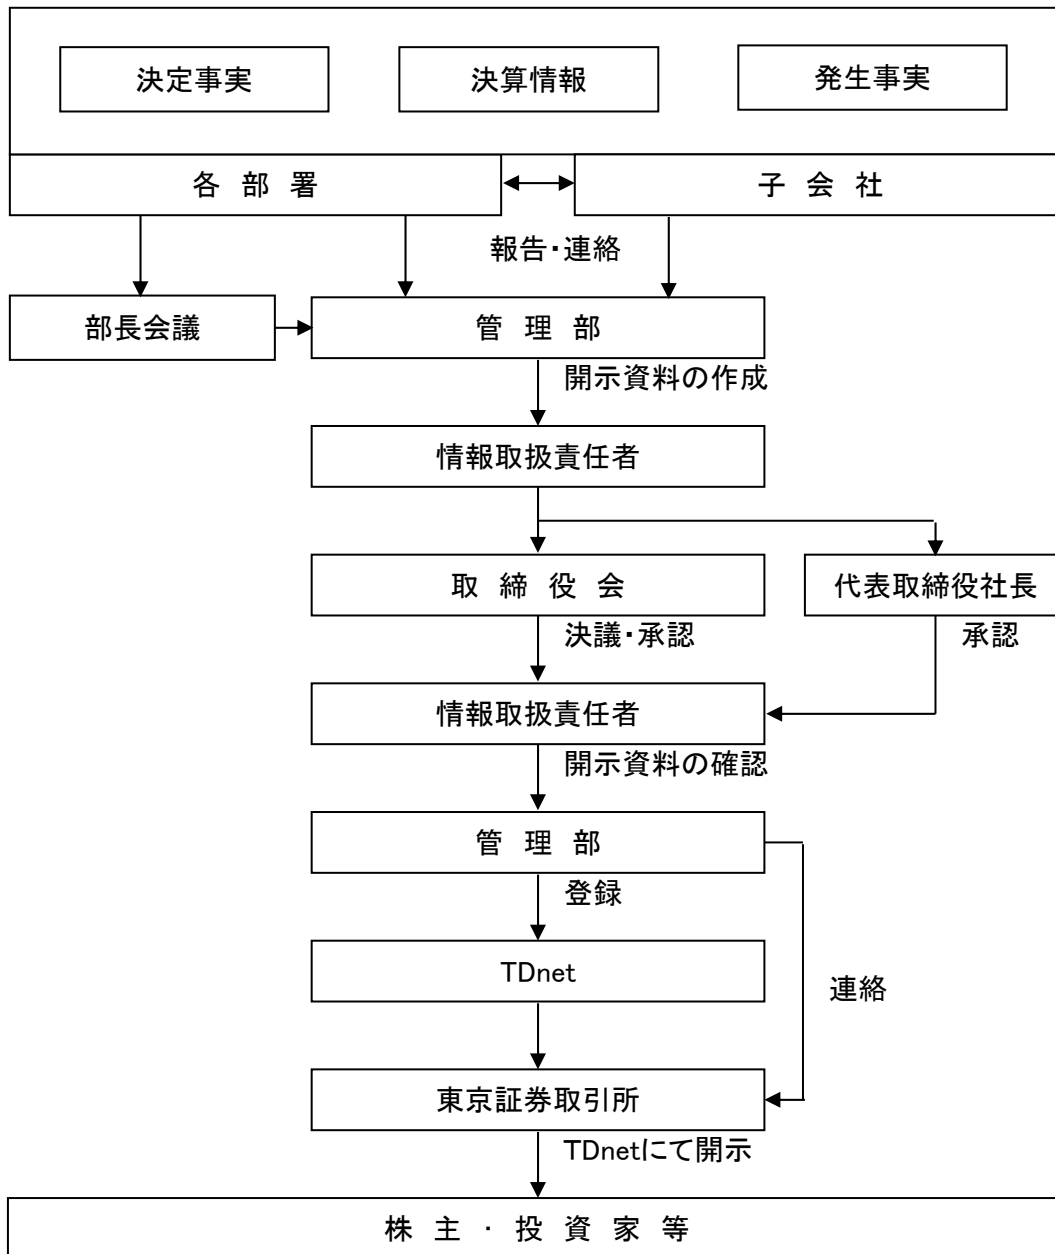 決定事実
決算情報
発生事実
各 部 署
子 会 社
報告・連絡
部長会議
管 理 部
開示資料の作成
情報取扱責任者
取 締 役 会
代表取締役社長
決議・承認
承認
情報取扱責任者
開示資料の確認
管 理 部
登録
TDnet
連絡
東京証券取引所
TDnetにて開示
株 主 ・ 投 資 家 等